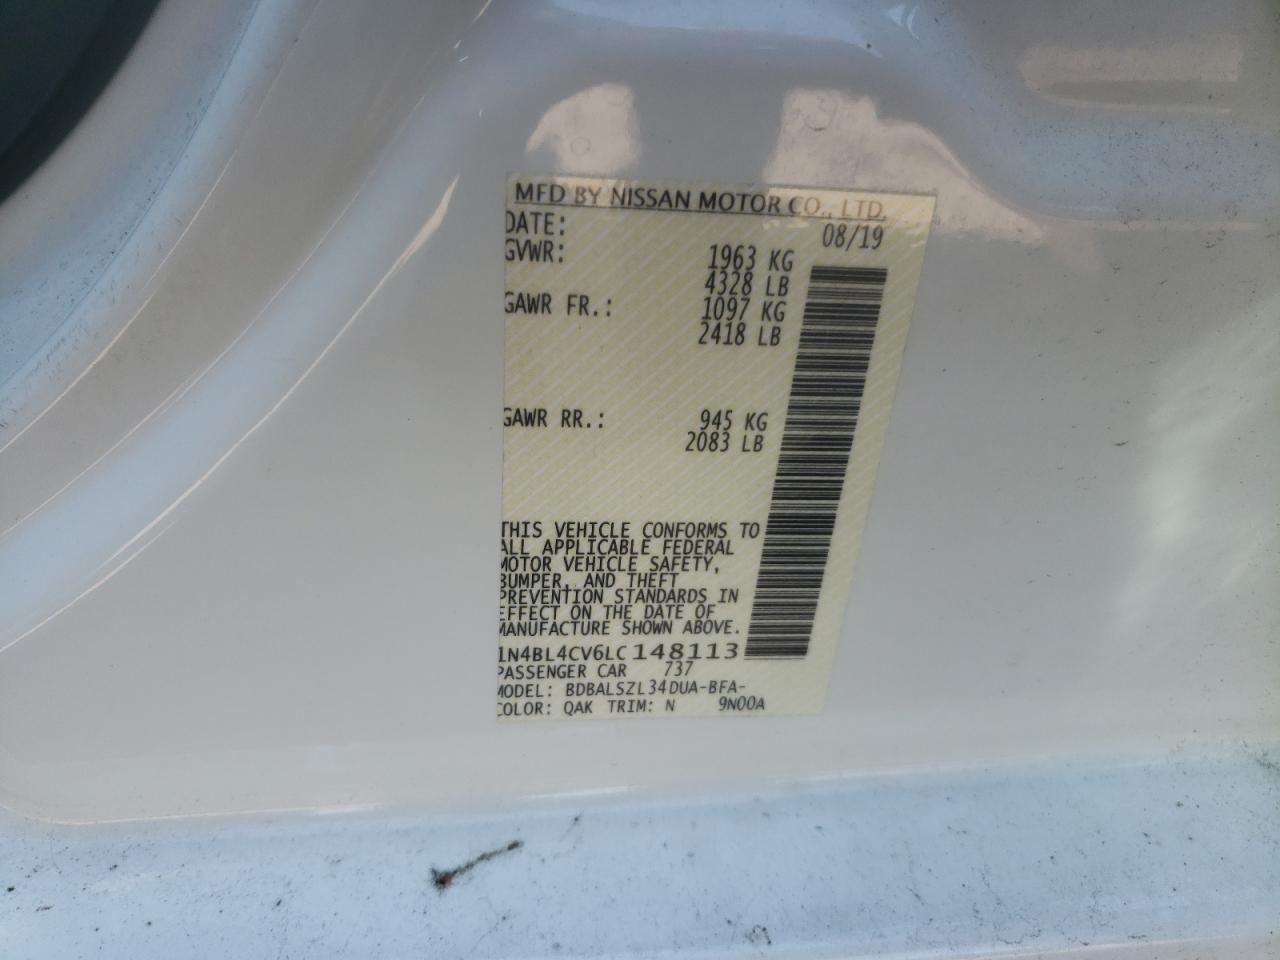 MFD BY NISSAN MOTOR CO., LTD.
DATE: 08/19
GVWR: 1963 KG
4328 LB
GAWR FR.: 1097 KG
2418 LB
GAWR RR.: 945 KG
2083 LB
THIS VEHICLE CONFORMS TO
ALL APPLICABLE FEDERAL
MOTOR VEHICLE SAFETY,
BUMPER, AND THEFT
PREVENTION STANDARDS IN
EFFECT ON THE DATE OF
MANUFACTURE SHOWN ABOVE.
1N4BL4CV6LC148113
PASSENGER CAR 737
MODEL: BDBALSZL34DUA-BFA-
COLOR: QAK TRIM: N 9N00A